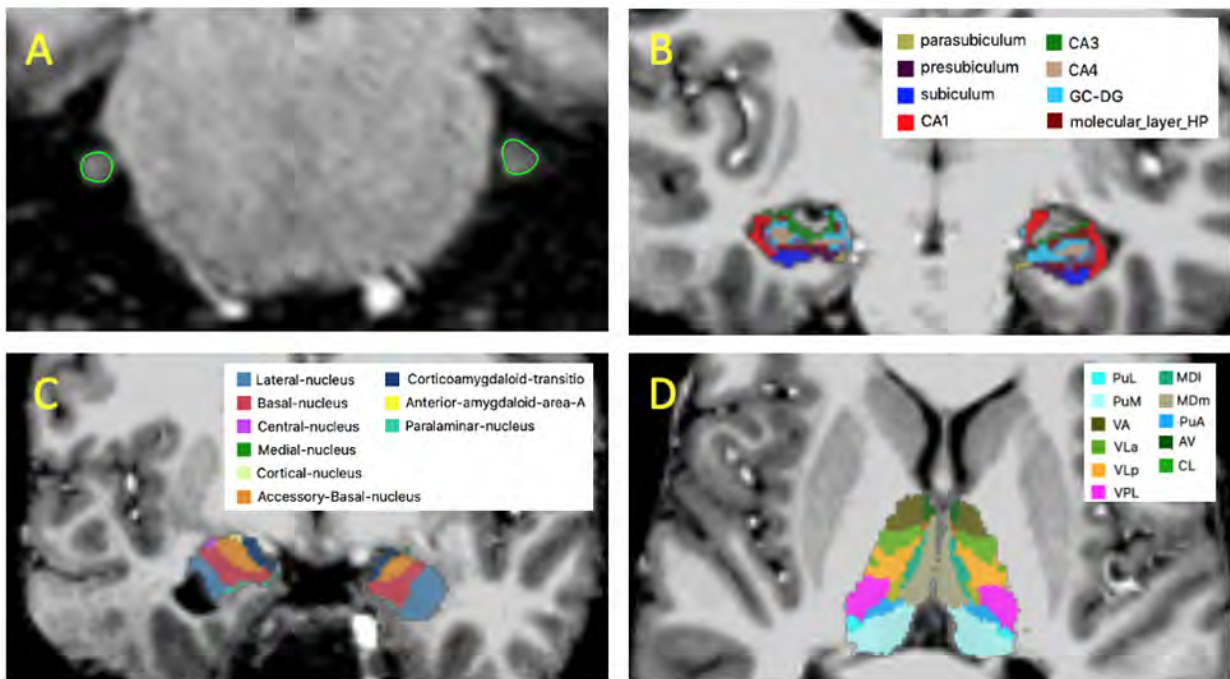 A
B
parasubiculum
presubiculum
subiculum
CA1
CA3
CA4
GC-DG
molecular_layer_HP
C
Lateral-nucleus
Basal-nucleus
Central-nucleus
Medial-nucleus
Cortical-nucleus
Accessory-Basal-nucleus
Corticoamygdaloid-transitio
Anterior-amygdaloid-area-A
Paralaminar-nucleus
D
PuL
PuM
VA
VLa
VLp
VPL
MDl
MDm
PuA
AV
CL